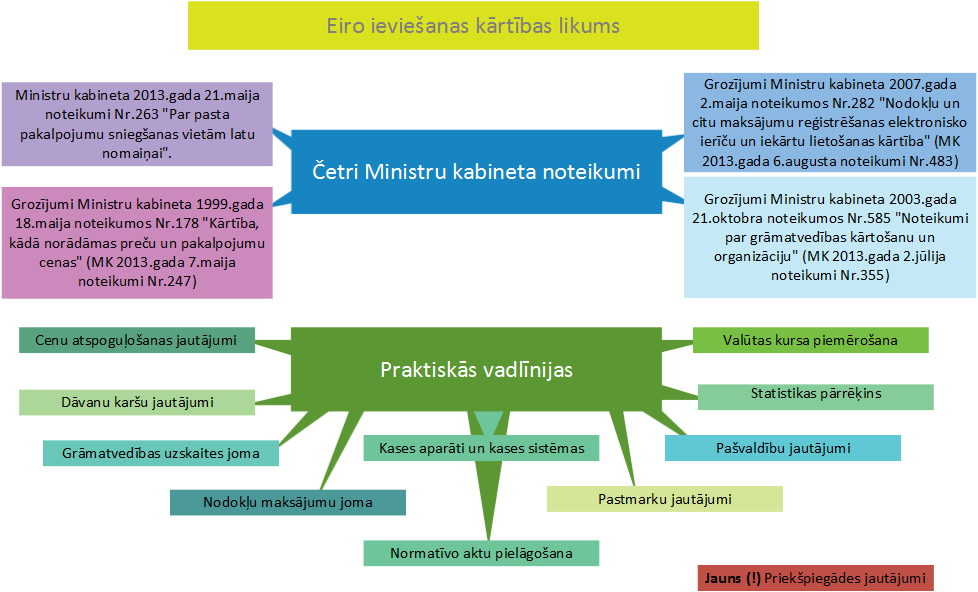 Eiro ieviešanas kārtības likums
Ministru kabineta 2013.gada 21.maija
noteikumi Nr.263 "Par pasta
pakalpojumu sniegšanas vietām latu
nomaiņai".
Grozījumi Ministru kabineta 2007.gada
2.maija noteikumos Nr.282 "Nodokļu un
citu maksājumu reģistrēšanas elektronisko
ierīču un iekārtu lietošanas kārtība" (MK
2013.gada 6.augusta noteikumi Nr.483)
Četri Ministru kabineta noteikumi
Grozījumi Ministru kabineta 1999.gada
18.maija noteikumos Nr.178 "Kārtība,
kādā norādāmas preču un pakalpojumu
cenas" (MK 2013.gada 7.maija
noteikumi Nr.247)
Grozījumi Ministru kabineta 2003.gada
21.oktobra noteikumos Nr.585 "Noteikumi
par grāmatvedības kārtošanu un
organizāciju" (MK 2013.gada 2.jūlija
noteikumi Nr.355)
Cenu atspoguļošanas jautājumi
Praktiskās vadlīnijas
Valūtas kursa piemērošana
Dāvanu karšu jautājumi
Statistikas pārrēķins
Grāmatvedības uzskaites joma
Kases aparāti un kases sistēmas
Pašvaldību jautājumi
Nodokļu maksājumu joma
Pastmarku jautājumi
Normatīvo aktu pielāgošana
Jauns (!) Priekšpiegādes jautājumi